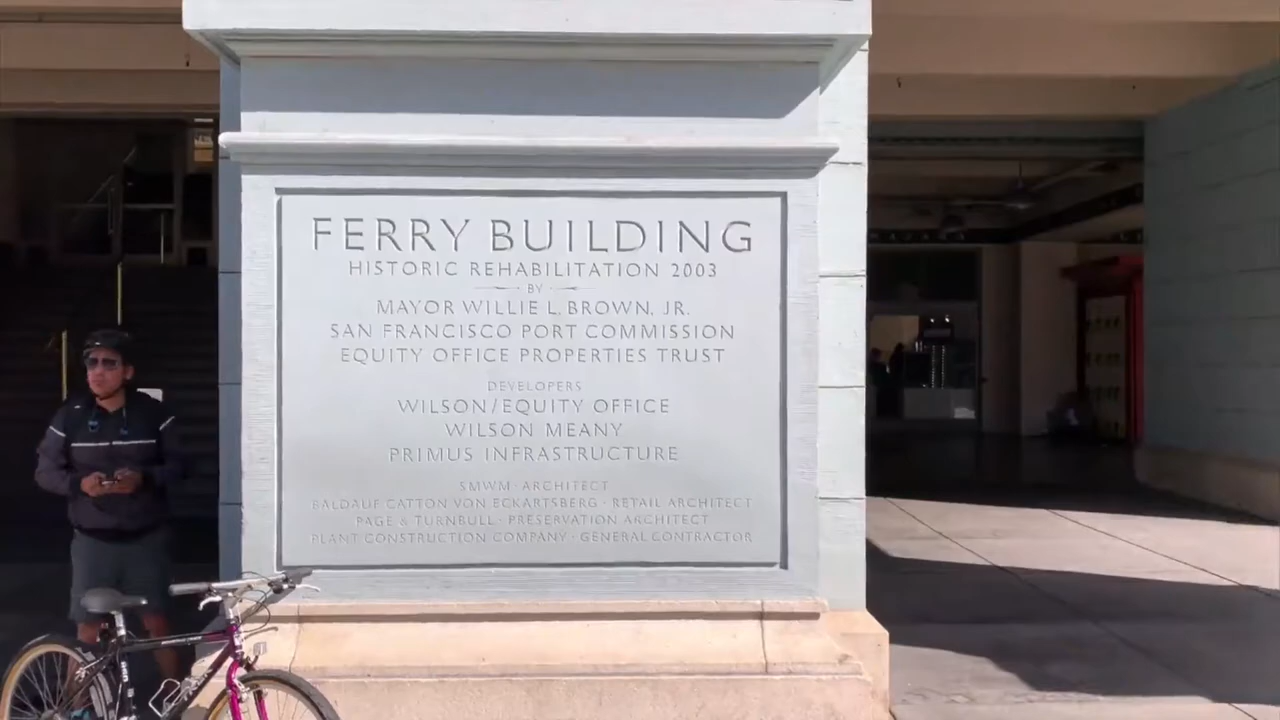 FERRY BUILDING
HISTORIC REHABILITATION 2003
BY
MAYOR WILLIE L. BROWN, JR.
SAN FRANCISCO PORT COMMISSION
EQUITY OFFICE PROPERTIES TRUST
DEVELOPERS
WILSON/EQUITY OFFICE
WILSON MEANY
PRIMUS INFRASTRUCTURE
SMWM · ARCHITECT
BALDAUF CATTON VON ECKARTSBERG · RETAIL ARCHITECT
PAGE & TURNBULL · PRESERVATION ARCHITECT
PLANT CONSTRUCTION COMPANY · GENERAL CONTRACTOR